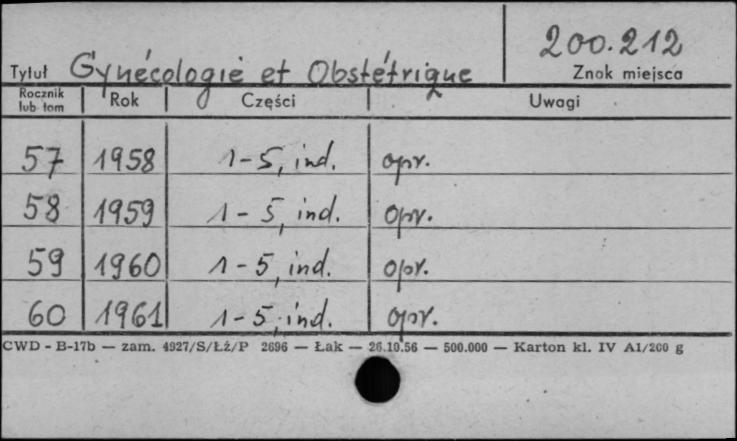 200.212
Tytuł Gynécologie et Obstétrique Znak miejsca
Rocznik lub tom Rok Części Uwagi
57 1958 1-5, ind. opr.
58 1959 1-5, ind. opr.
59 1960 1-5, ind. opr.
60 1961 1-5, ind. opr.
CWD - B-17b — zam. 4927/S/Łż/P 2696 — Łak — 26.10.56 — 500.000 — Karton kl. IV A1/200 g